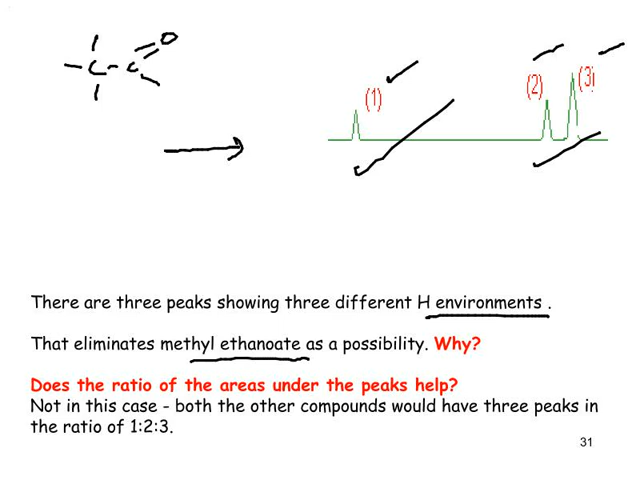 O
C - C
(1)
(2)
(3)
There are three peaks showing three different H environments .
That eliminates methyl ethanoate as a possibility. Why?
Does the ratio of the areas under the peaks help?
Not in this case - both the other compounds would have three peaks in
the ratio of 1:2:3.
31